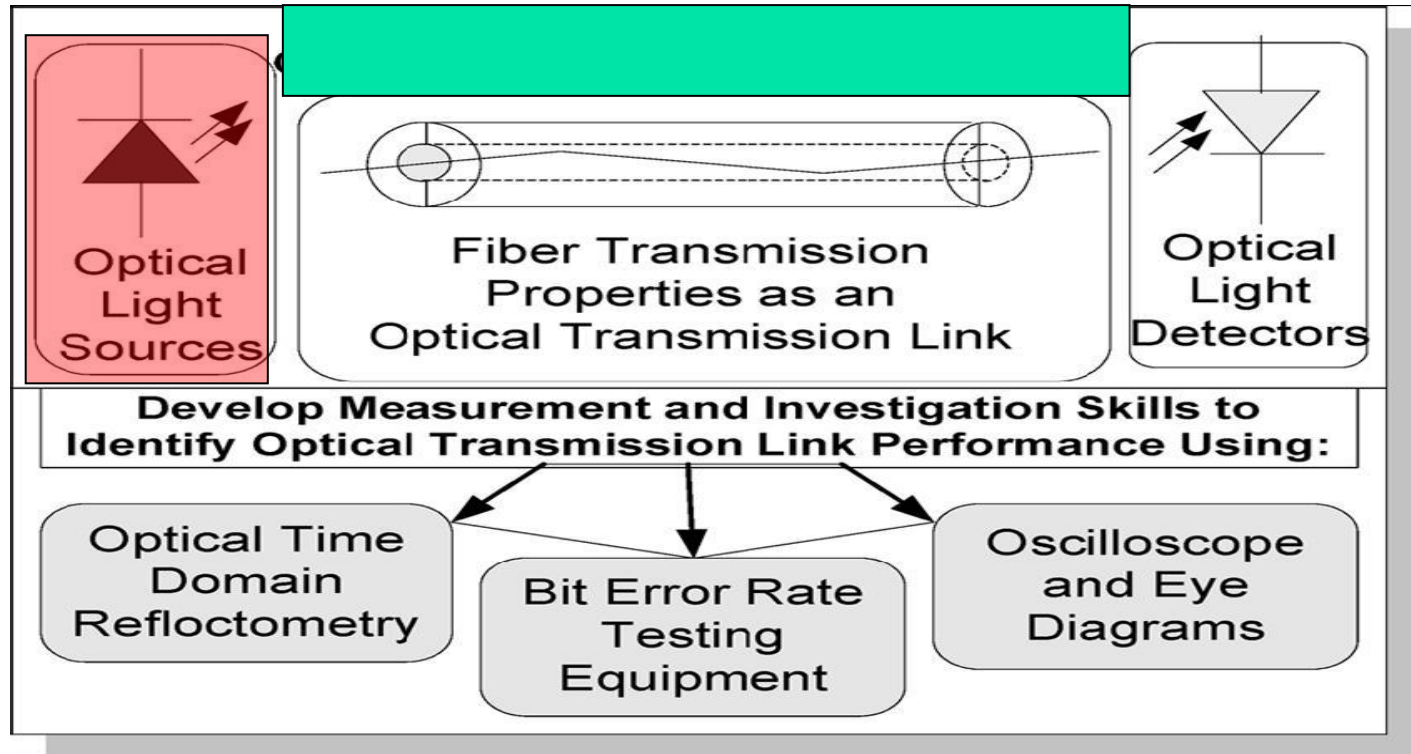 Optical
Light
Sources
Fiber Transmission
Properties as an
Optical Transmission Link
Optical
Light
Detectors
Develop Measurement and Investigation Skills to
Identify Optical Transmission Link Performance Using:
Optical Time
Domain
Refloctometry
Bit Error Rate
Testing
Equipment
Oscilloscope
and Eye
Diagrams